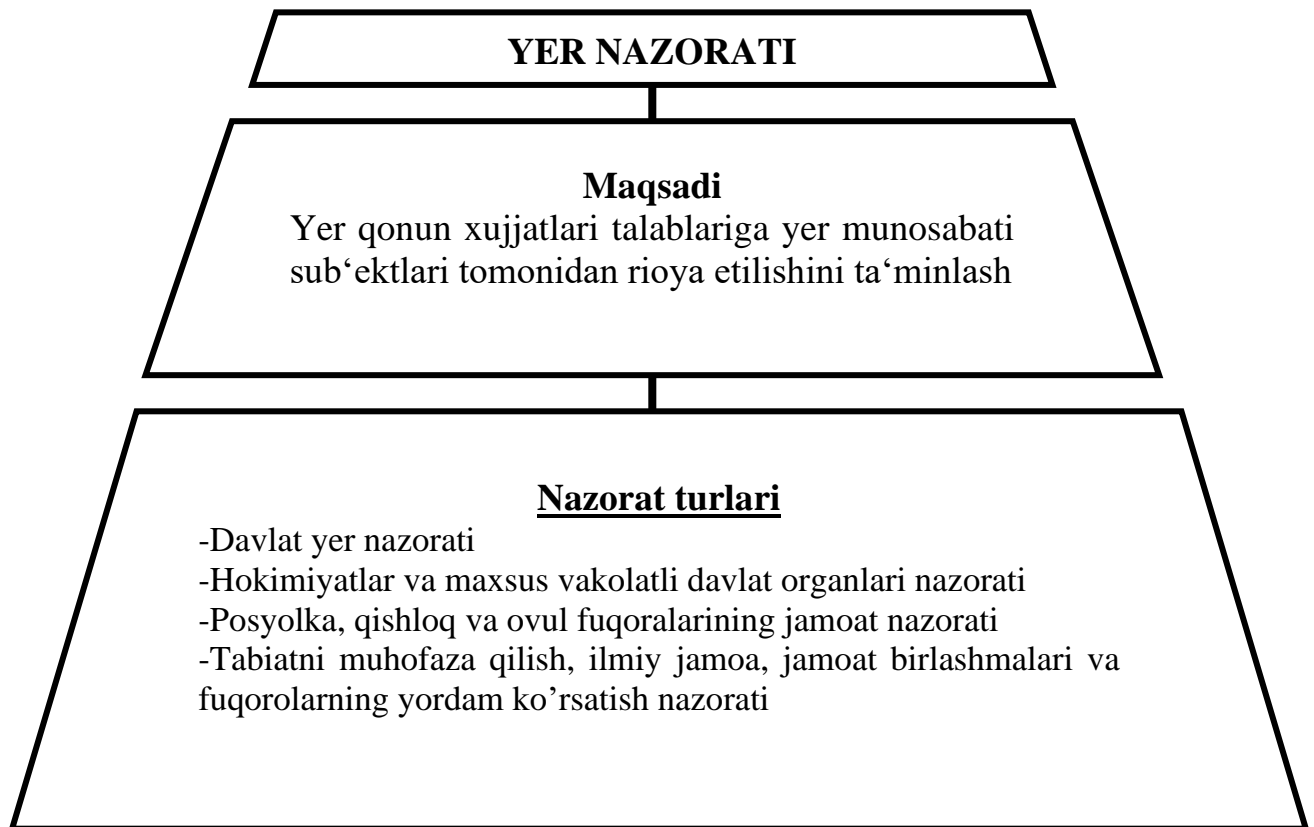 YER NAZORATI
Maqsadi
Yer qonun xujjatlari talablariga yer munosabati
sub‘ektlari tomonidan rioya etilishini ta‘minlash
Nazorat turlari
-Davlat yer nazorati
-Hokimiyatlar va maxsus vakolatli davlat organlari nazorati
-Posyolka, qishloq va ovul fuqoralarining jamoat nazorati
-Tabiatni muhofaza qilish, ilmiy jamoa, jamoat birlashmalari va
fuqorolarning yordam ko’rsatish nazorati